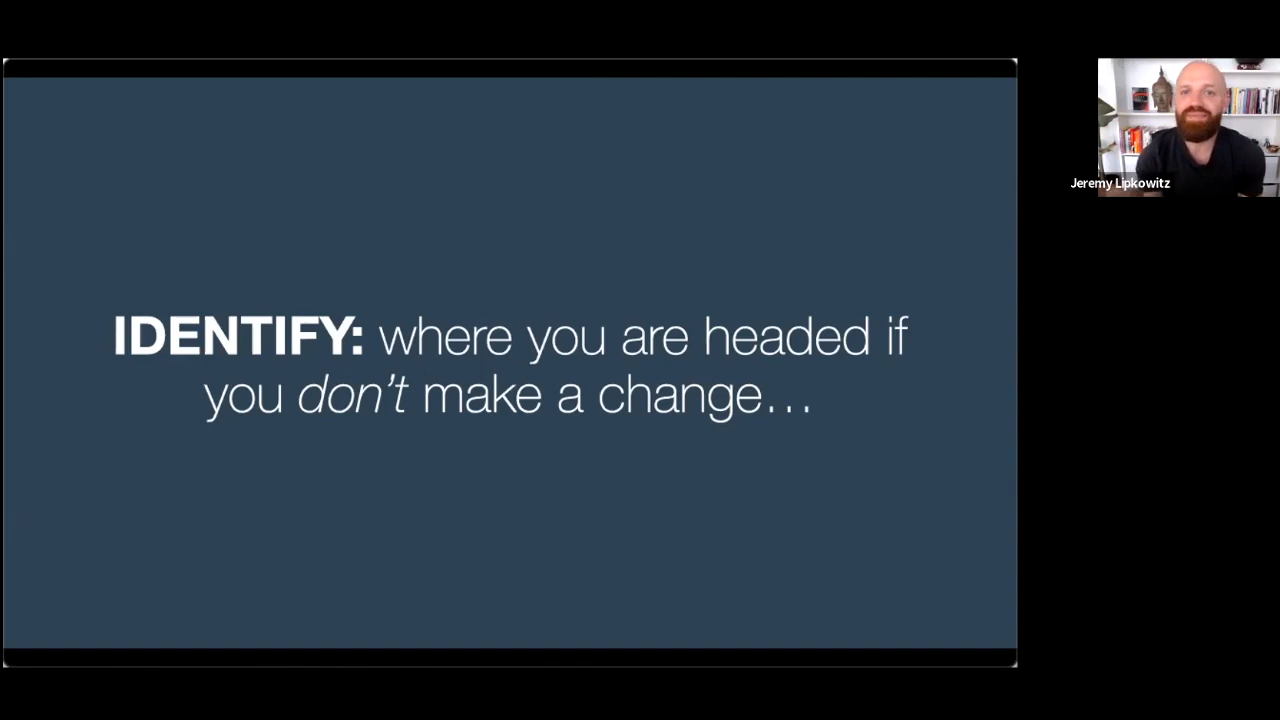 IDENTIFY: where you are headed if
you don’t make a change…
Jeremy Lipkowitz